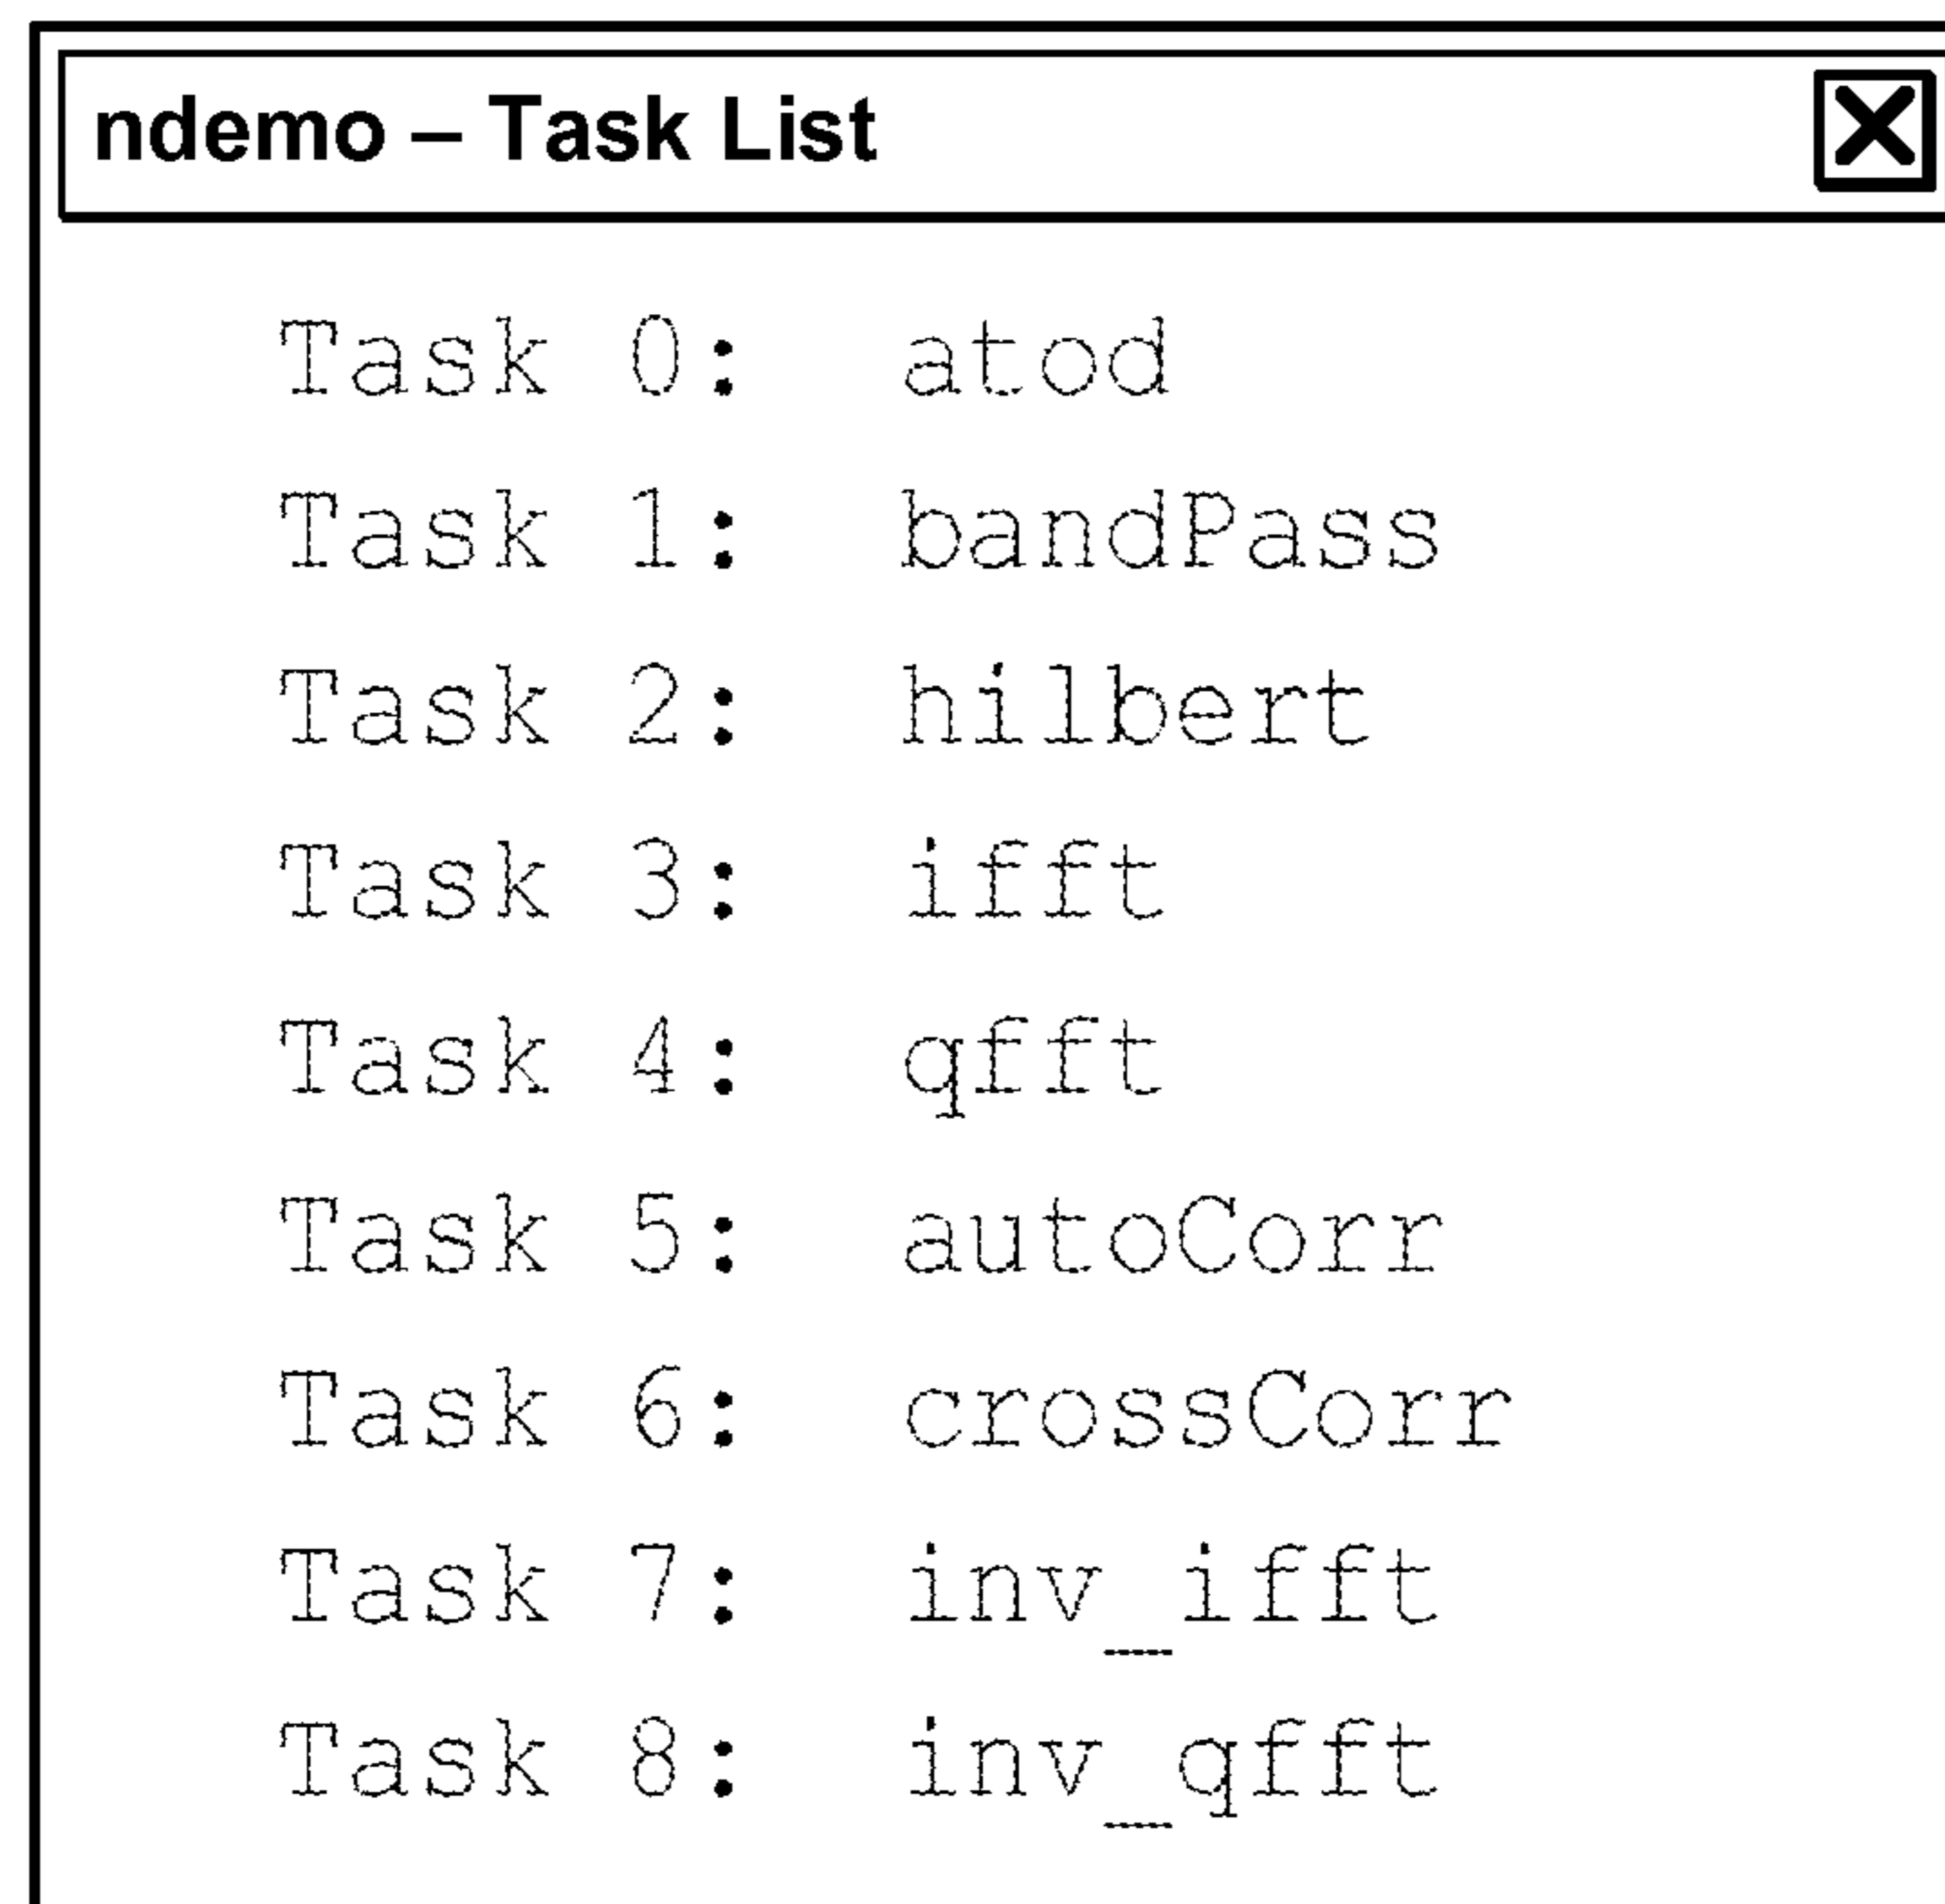 ndemo – Task List
Task 0: atod
Task 1: bandPass
Task 2: hilbert
Task 3: ifft
Task 4: qfft
Task 5: autoCorr
Task 6: crossCorr
Task 7: inv_ifft
Task 8: inv_qfft